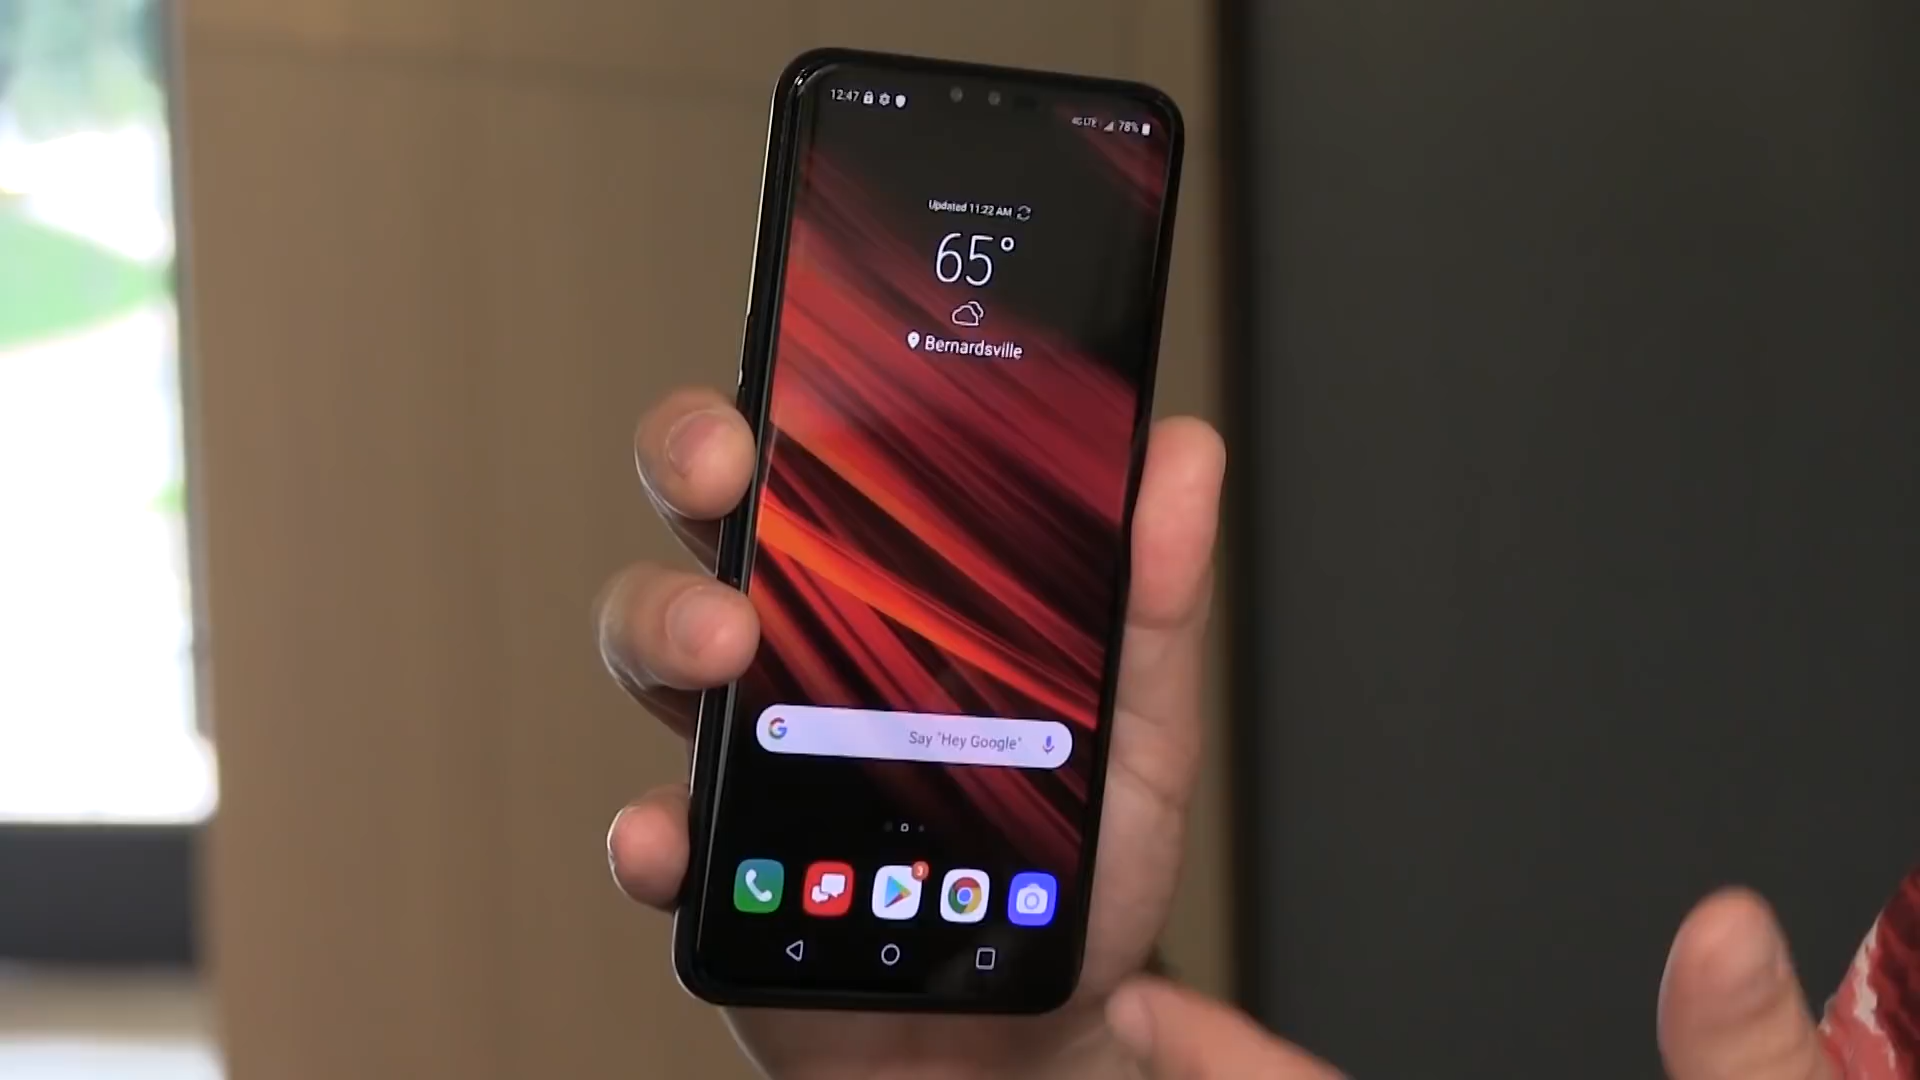 12:47
4G LTE 78%
Updated 11:22 AM
65°
Bernardsville
G Say "Hey Google"
3